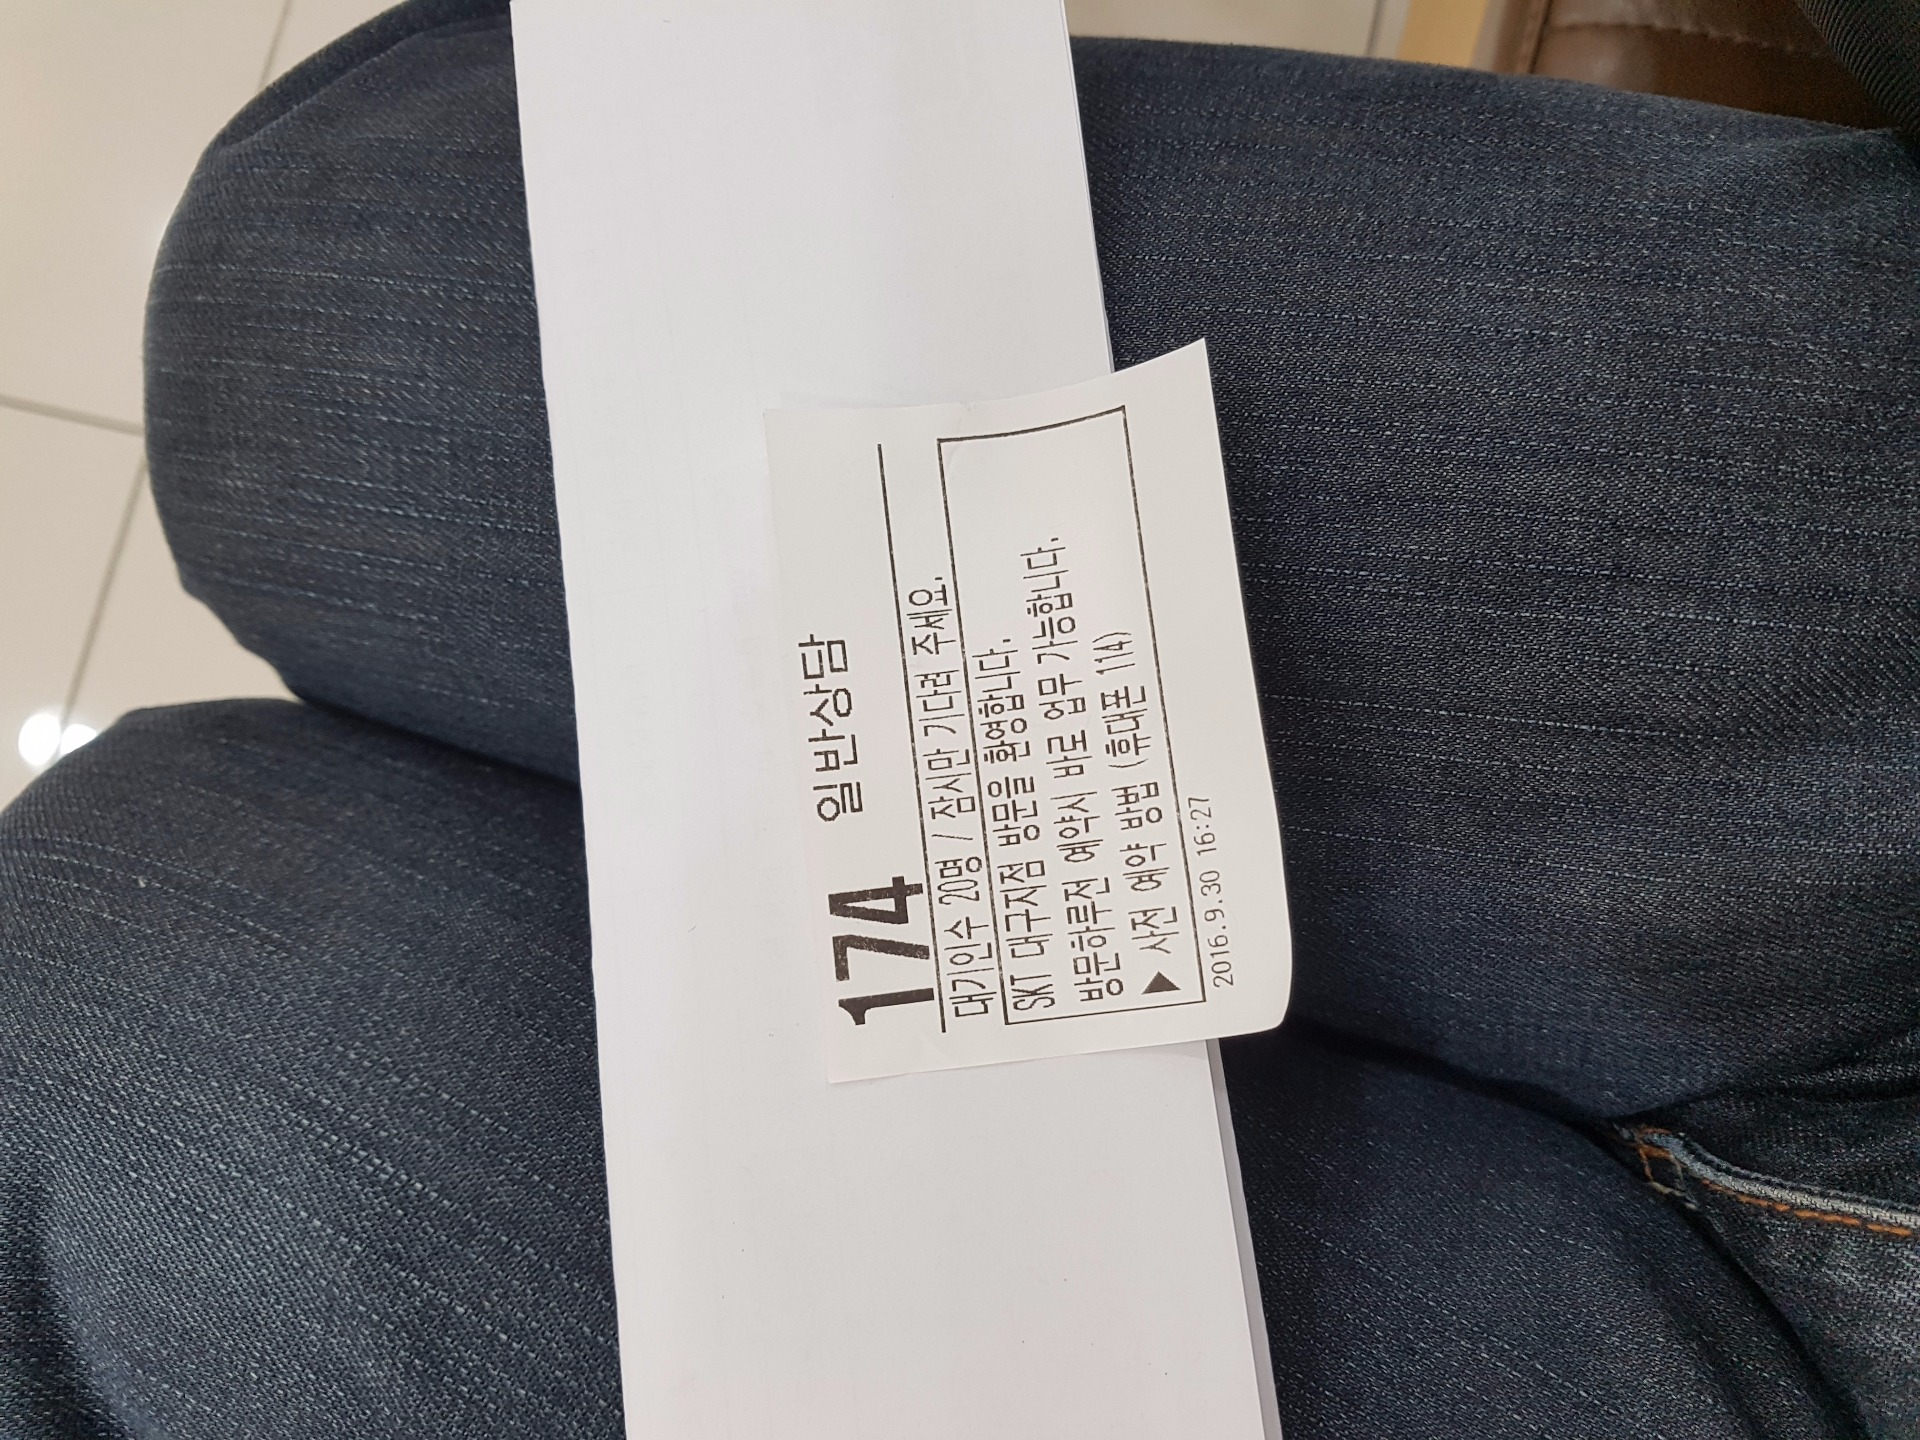 174 일반상담
대기인수 20명 / 잠시만 기다려 주세요.
SKT 대구지점 방문을 환영합니다.
방문하루전 예약시 바로 업무 가능합니다.
▶ 사전 예약 방법 (휴대폰 114)
2016.9.30 16:27